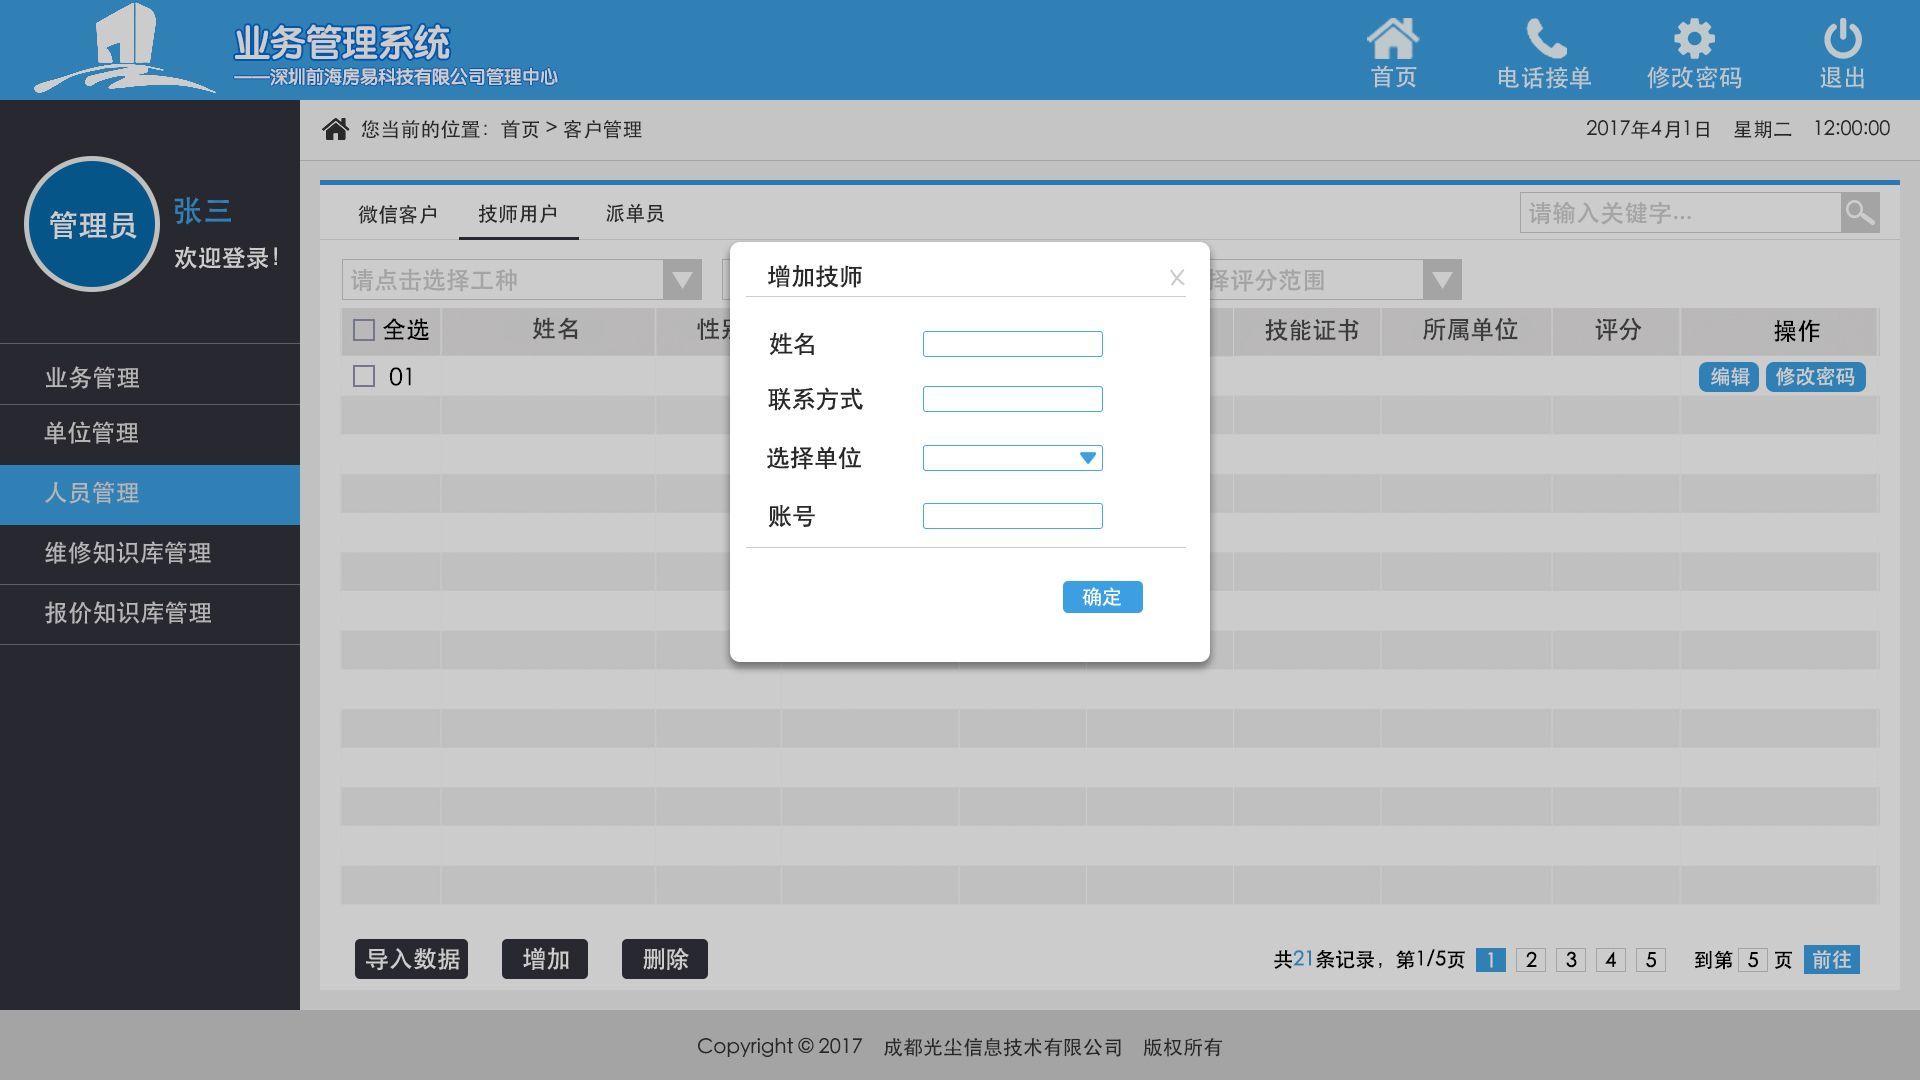 业务管理系统
——深圳前海房易科技有限公司管理中心
首页
电话接单
修改密码
退出
管理员
张三
欢迎登录！
业务管理
单位管理
人员管理
维修知识库管理
报价知识库管理
您当前的位置：首页 > 客户管理
2017年4月1日 星期二 12:00:00
微信客户
技师用户
派单员
请输入关键字...
请点击选择工种
择评分范围
全选
姓名
性别
技能证书
所属单位
评分
操作
01
编辑
修改密码
增加技师
X
姓名
联系方式
选择单位
账号
确定
导入数据
增加
删除
共21条记录，第1/5页 1 2 3 4 5 到第 5 页 前往
Copyright © 2017 成都光尘信息技术有限公司 版权所有